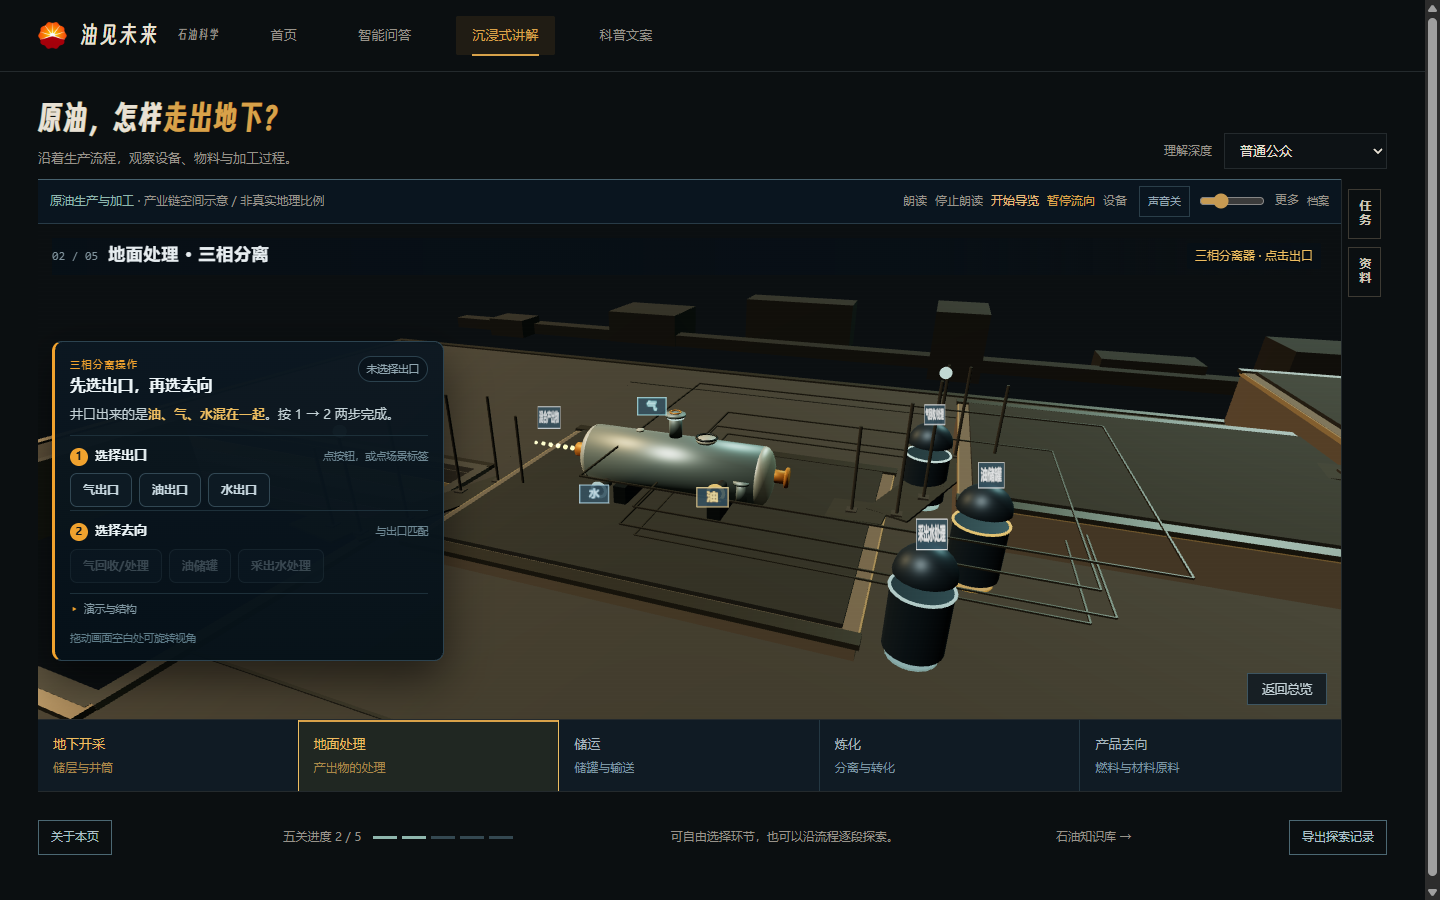 油见未来 石油科学 首页 智能问答 沉浸式讲解 科普文案
原油，怎样走出地下？
沿着生产流程，观察设备、物料与加工过程。
理解深度 普通公众
原油生产与加工 · 产业链空间示意 / 非真实地理比例
朗读 停止朗读 开始导览 暂停流向 设备 声音关 更多 档案
任务
资料
02 / 05 地面处理 · 三相分离
三相分离器 · 点击出口
三相分离操作
未选择出口
先选出口，再选去向
井口出来的是油、气、水混在一起。按 1 → 2 两步完成。
1 选择出口 点按钮，或点场景标签
气出口 油出口 水出口
2 选择去向 与出口匹配
气回收/处理 油储罐 采出水处理
▸ 演示与结构
拖动画面空白处可旋转视角
气
水
油
油储罐
采出水处理
返回总览
地下开采
储层与井筒
地面处理
产出物的处理
储运
储罐与输送
炼化
分离与转化
产品去向
燃料与材料原料
关于本页
五关进度 2 / 5
可自由选择环节，也可以沿流程逐段探索。
石油知识库 →
导出探索记录